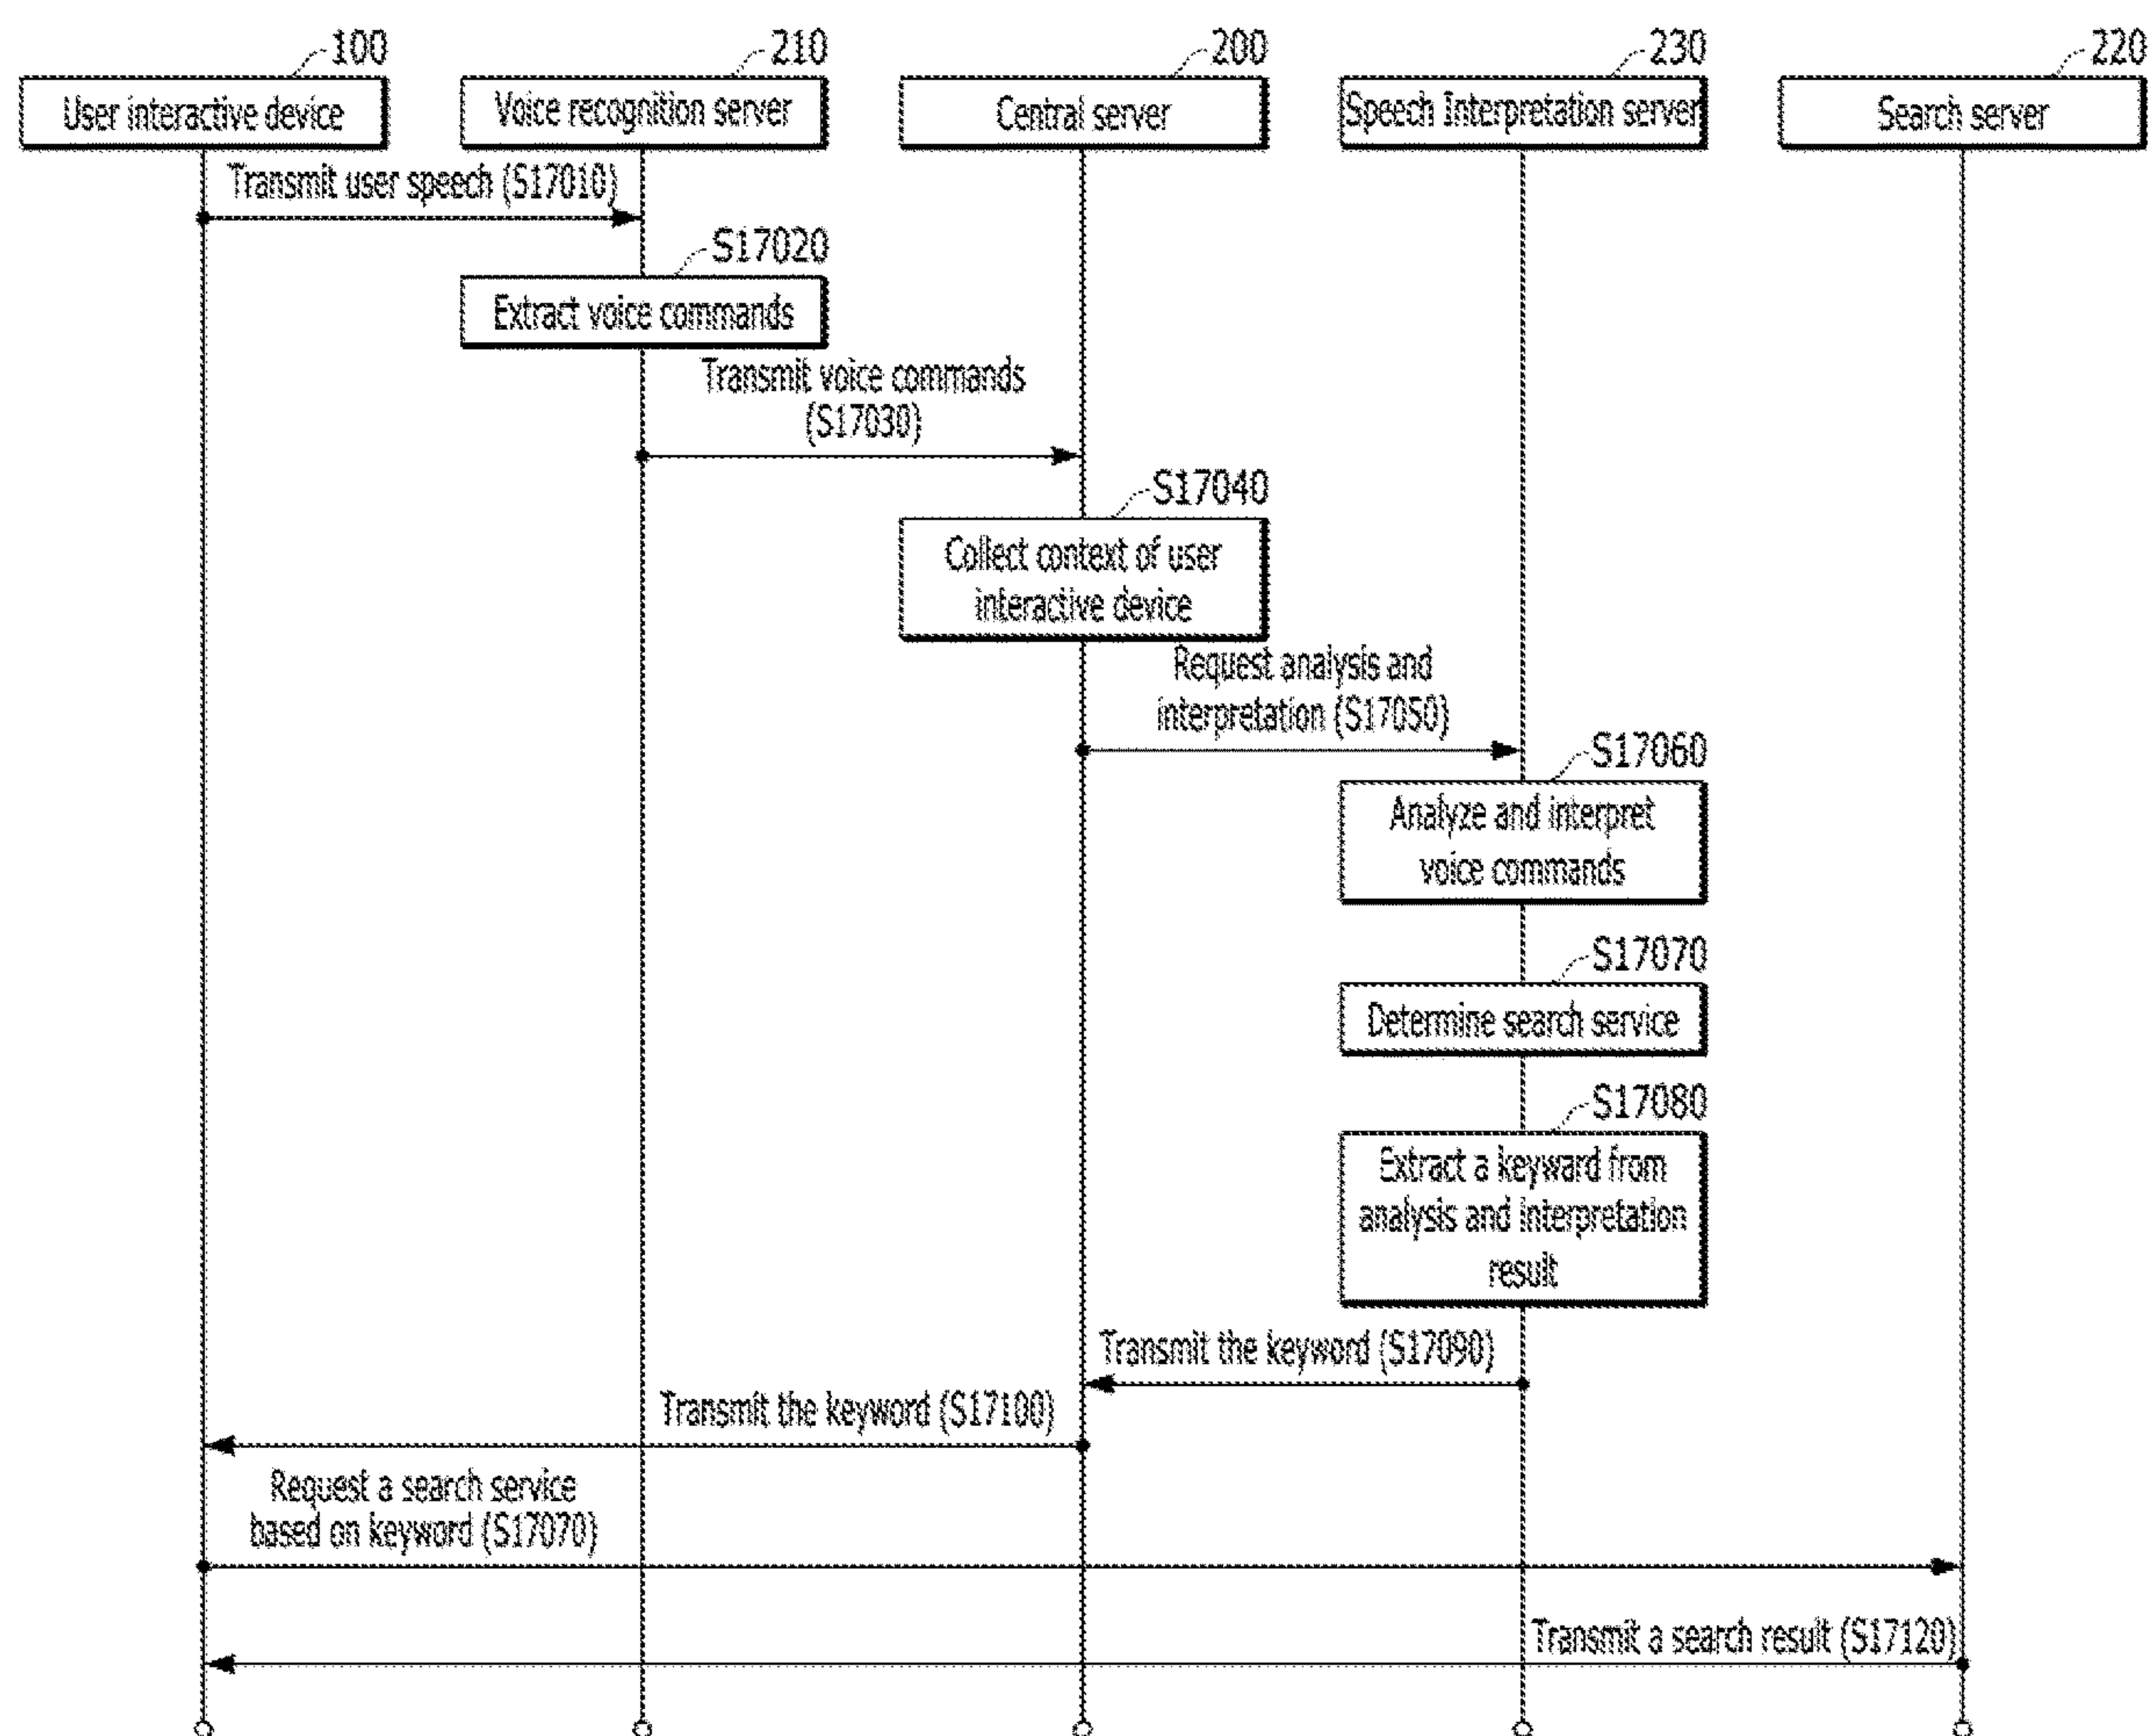 100
210
200
230
220
User interactive device
Voice recognition server
Central server
Speech Interpretation server
Search server
Transmit user speech (S17010)
S17020
Extract voice commands
Transmit voice commands
(S17030)
S17040
Collect context of user
interactive device
Request analysis and
interpretation (S17050)
S17060
Analyze and interpret
voice commands
S17070
Determine search service
S17080
Extract a keyward from
analysis and interpretation
result
Transmit the keyword (S17090)
Transmit the keyword (S17100)
Request a search service
based on keyword (S17070)
Transmit a search result (S17120)